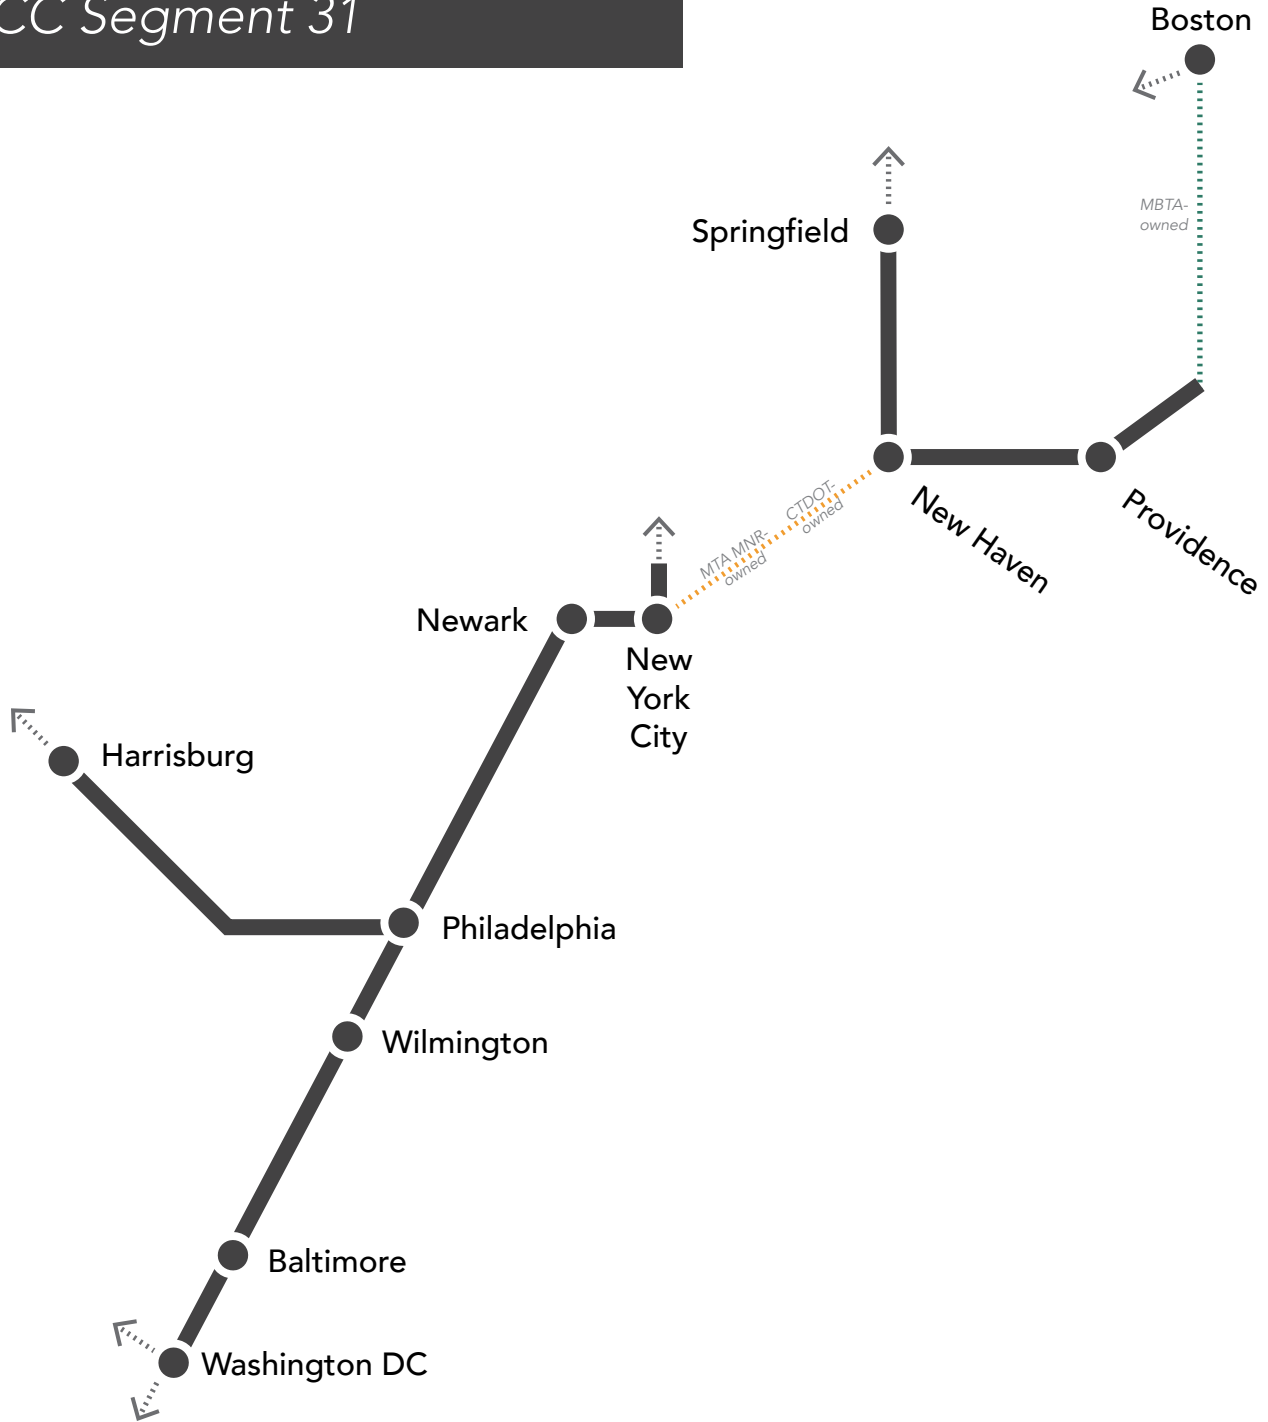 CC Segment 31
Boston
MBTA-
owned
Springfield
New Haven
Providence
CTDOT-
owned
MTA MNR-
owned
Newark
New
York
City
Harrisburg
Philadelphia
Wilmington
Baltimore
Washington DC